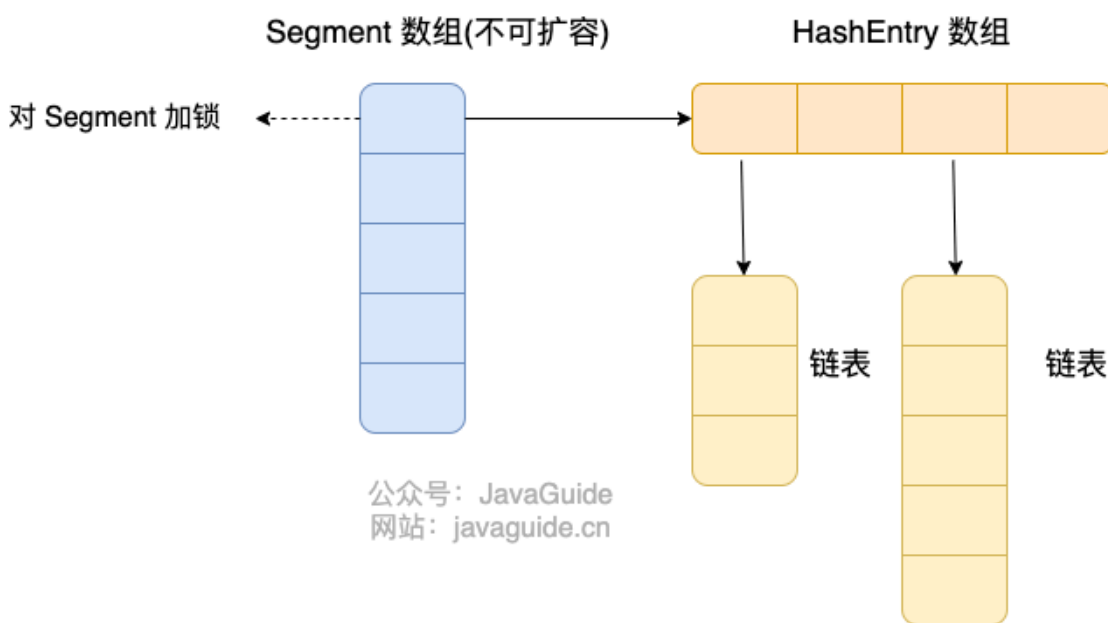 Segment 数组(不可扩容)
HashEntry 数组
对 Segment 加锁
链表
链表
公众号：JavaGuide
网站：javaguide.cn